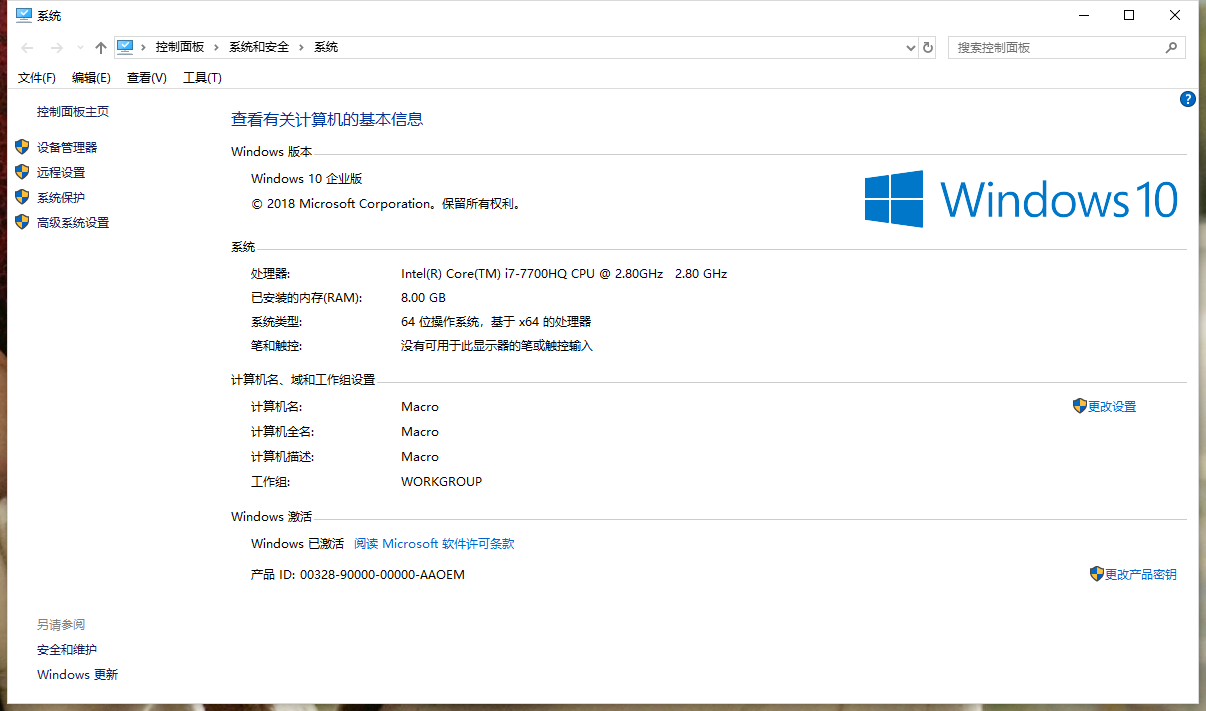 系统
控制面板 系统和安全 系统
搜索控制面板
文件(F) 编辑(E) 查看(V) 工具(T)
控制面板主页
设备管理器
远程设置
系统保护
高级系统设置
查看有关计算机的基本信息
Windows 版本
Windows 10 企业版
© 2018 Microsoft Corporation。保留所有权利。
Windows 10
系统
处理器: Intel(R) Core(TM) i7-7700HQ CPU @ 2.80GHz 2.80 GHz
已安装的内存(RAM): 8.00 GB
系统类型: 64 位操作系统，基于 x64 的处理器
笔和触控: 没有可用于此显示器的笔或触控输入
计算机名、域和工作组设置
计算机名: Macro 更改设置
计算机全名: Macro
计算机描述: Macro
工作组: WORKGROUP
Windows 激活
Windows 已激活 阅读 Microsoft 软件许可条款
产品 ID: 00328-90000-00000-AAOEM 更改产品密钥
另请参阅
安全和维护
Windows 更新